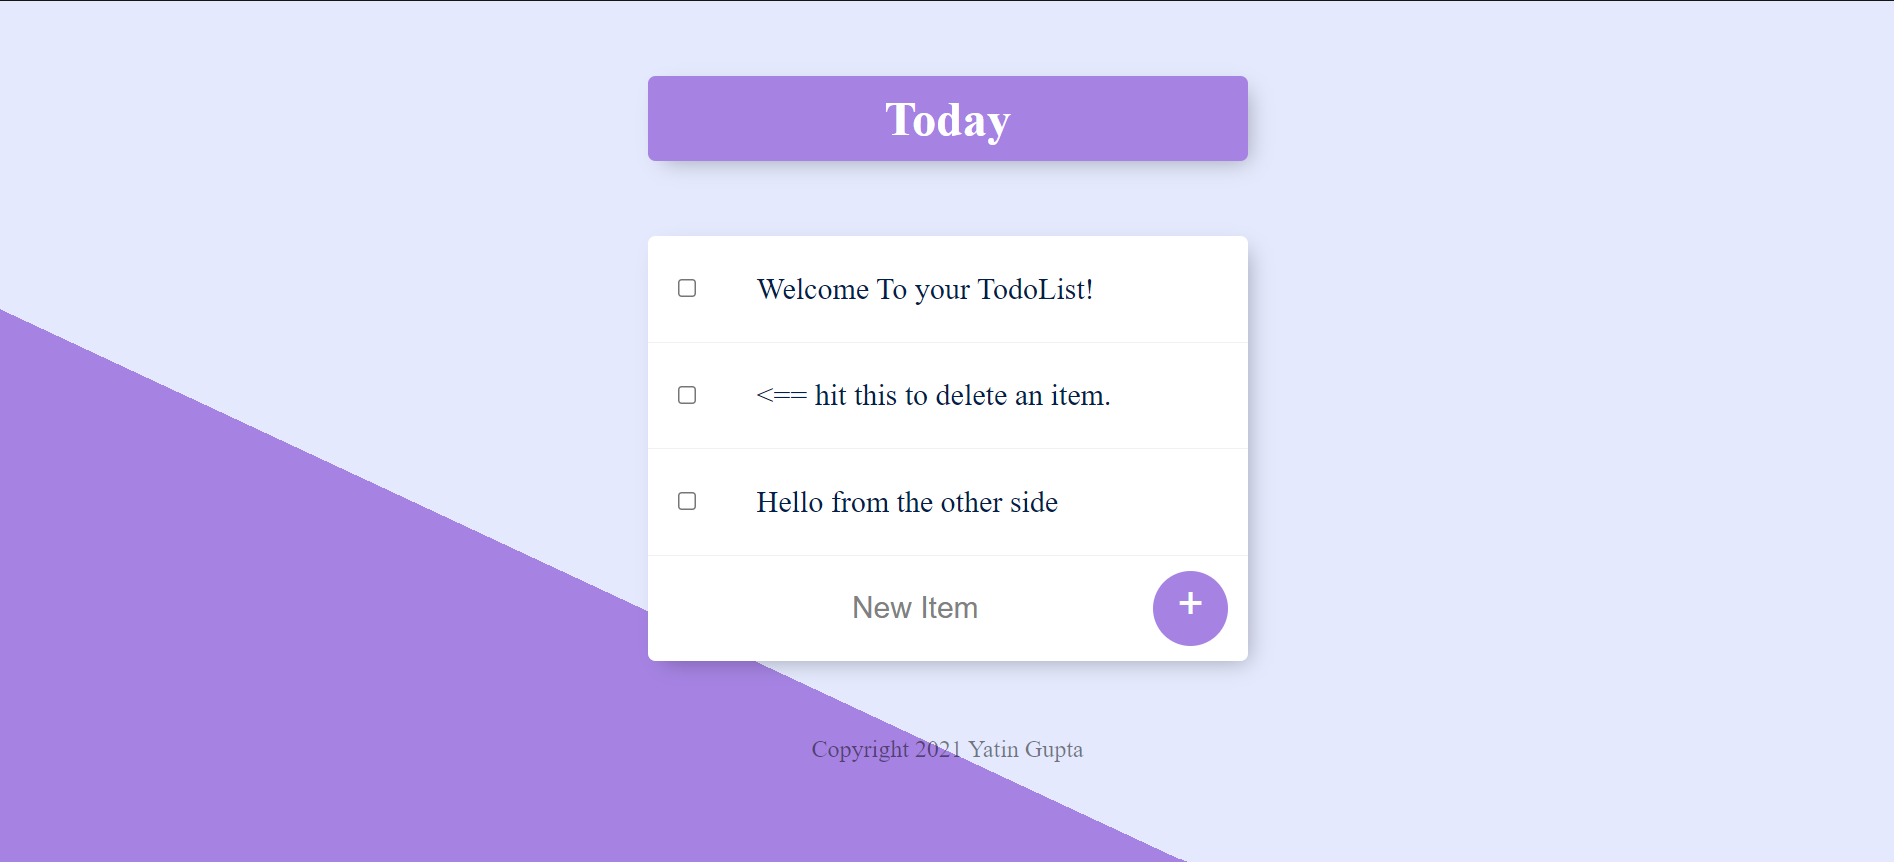 Today
Welcome To your TodoList!
<== hit this to delete an item.
Hello from the other side
New Item +
Copyright 2021 Yatin Gupta